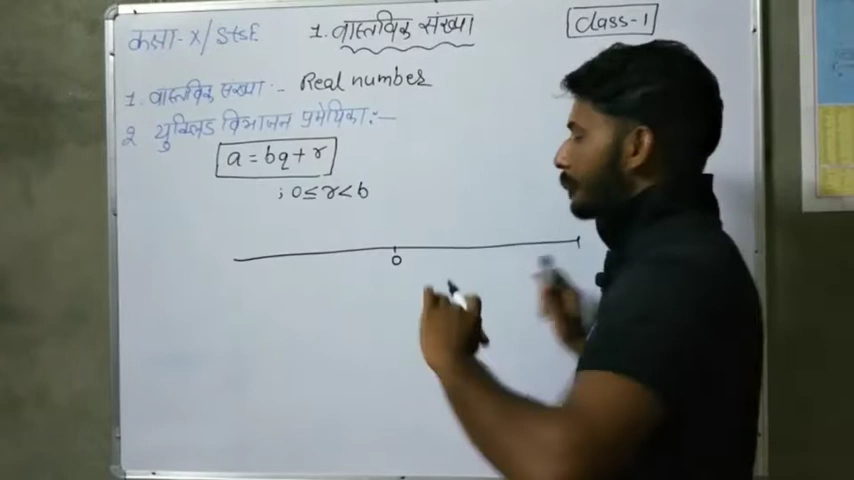 कक्षा-X/StSE
1. वास्तविक संख्या
Class-1
1. वास्तविक संख्या:- Real numbers
2 युक्लिड विभाजन प्रमेयिका:-
a = bq + r
; 0 ≤ r < b
0